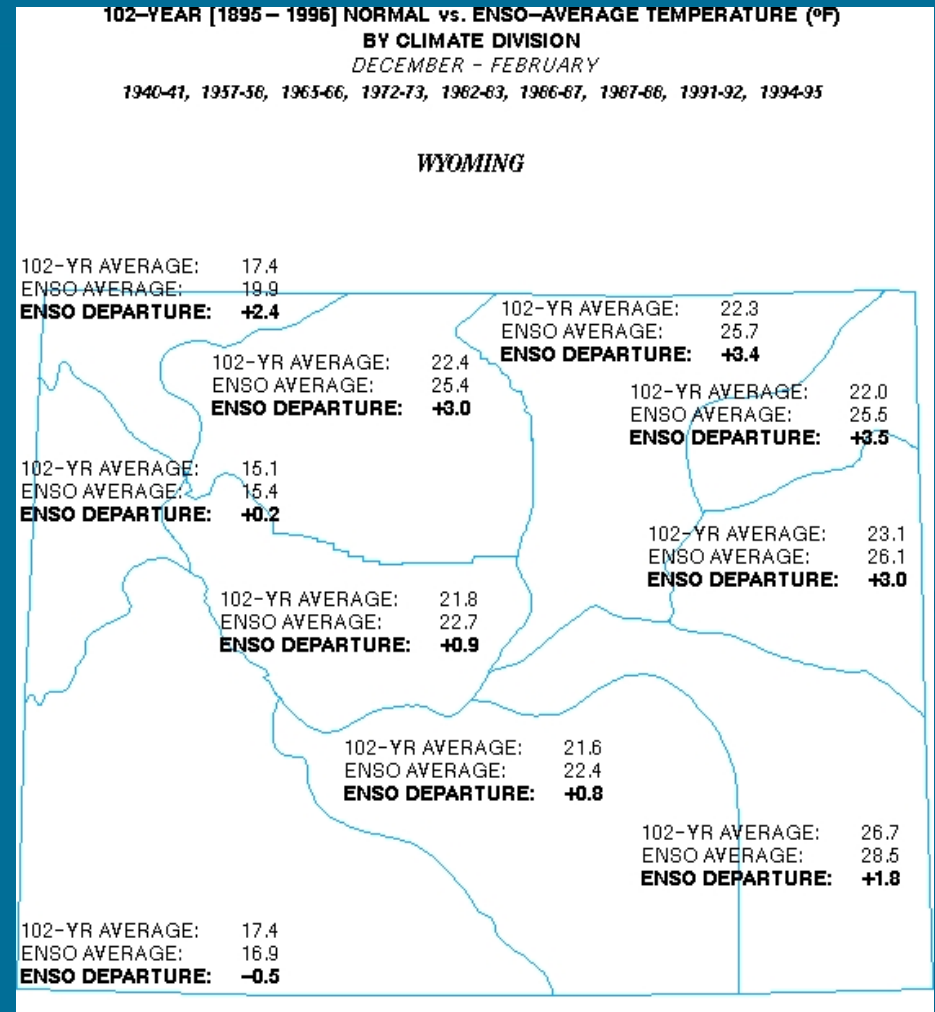 102–YEAR [1895 – 1996] NORMAL vs. ENSO–AVERAGE TEMPERATURE (ºF)
BY CLIMATE DIVISION
DECEMBER – FEBRUARY
1940-41, 1957-58, 1965-66, 1972-73, 1982-83, 1986-87, 1987-88, 1991-92, 1994-95
WYOMING
102-YR AVERAGE: 17.4
ENSO AVERAGE: 19.9
ENSO DEPARTURE: +2.4
102-YR AVERAGE: 22.3
ENSO AVERAGE: 25.7
ENSO DEPARTURE: +3.4
102-YR AVERAGE: 22.4
ENSO AVERAGE: 25.4
ENSO DEPARTURE: +3.0
102-YR AVERAGE: 22.0
ENSO AVERAGE: 25.5
ENSO DEPARTURE: +3.5
102-YR AVERAGE: 15.1
ENSO AVERAGE: 15.4
ENSO DEPARTURE: +0.2
102-YR AVERAGE: 23.1
ENSO AVERAGE: 26.1
ENSO DEPARTURE: +3.0
102-YR AVERAGE: 21.8
ENSO AVERAGE: 22.7
ENSO DEPARTURE: +0.9
102-YR AVERAGE: 21.6
ENSO AVERAGE: 22.4
ENSO DEPARTURE: +0.8
102-YR AVERAGE: 26.7
ENSO AVERAGE: 28.5
ENSO DEPARTURE: +1.8
102-YR AVERAGE: 17.4
ENSO AVERAGE: 16.9
ENSO DEPARTURE: –0.5